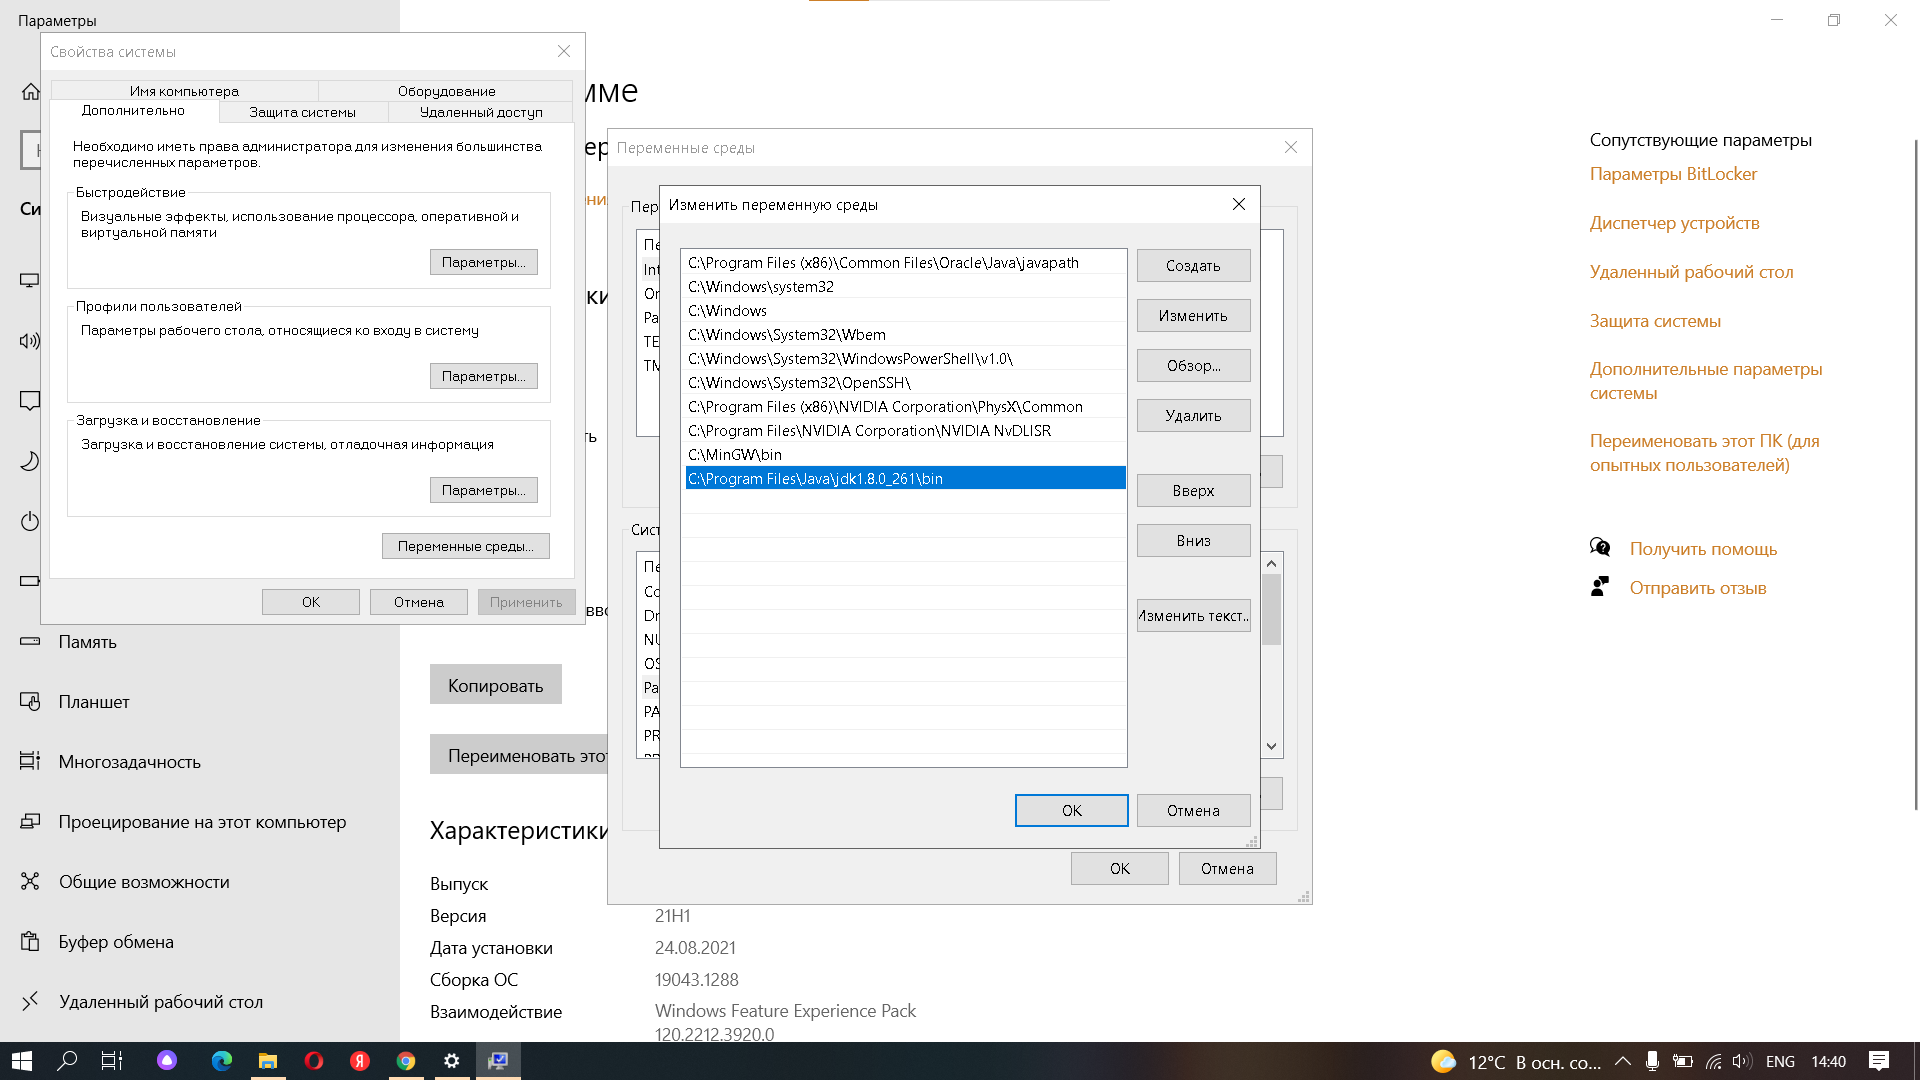 Параметры
Свойства системы
Имя компьютера
Оборудование
Дополнительно
Защита системы
Удаленный доступ
Необходимо иметь права администратора для изменения большинства
перечисленных параметров.
Быстродействие
Визуальные эффекты, использование процессора, оперативной и
виртуальной памяти
Параметры...
Профили пользователей
Параметры рабочего стола, относящиеся ко входу в систему
Параметры...
Загрузка и восстановление
Загрузка и восстановление системы, отладочная информация
Параметры...
Переменные среды...
OK
Отмена
Применить
Память
Планшет
Многозадачность
Проецирование на этот компьютер
Общие возможности
Буфер обмена
Удаленный рабочий стол
Си
мме
ер
ени
ки
ть
вво
Копировать
Переименовать этот
Характеристики
Выпуск
Версия
21H1
Дата установки
24.08.2021
Сборка ОС
19043.1288
Взаимодействие
Windows Feature Experience Pack
120.2212.3920.0
Переменные среды
Пер
Пе
Int
On
Pa
TE
TM
Сист
Пе
Co
Dr
NU
OS
Pa
PA
PR
OK
Отмена
Изменить переменную среды
C:\Program Files (x86)\Common Files\Oracle\Java\javapath
C:\Windows\system32
C:\Windows
C:\Windows\System32\Wbem
C:\Windows\System32\WindowsPowerShell\v1.0\
C:\Windows\System32\OpenSSH\
C:\Program Files (x86)\NVIDIA Corporation\PhysX\Common
C:\Program Files\NVIDIA Corporation\NVIDIA NvDLISR
C:\MinGW\bin
C:\Program Files\Java\jdk1.8.0_261\bin
Создать
Изменить
Обзор...
Удалить
Вверх
Вниз
Изменить текст..
OK
Отмена
Сопутствующие параметры
Параметры BitLocker
Диспетчер устройств
Удаленный рабочий стол
Защита системы
Дополнительные параметры
системы
Переименовать этот ПК (для
опытных пользователей)
Получить помощь
Отправить отзыв
12°C В осн. со...
ENG
14:40